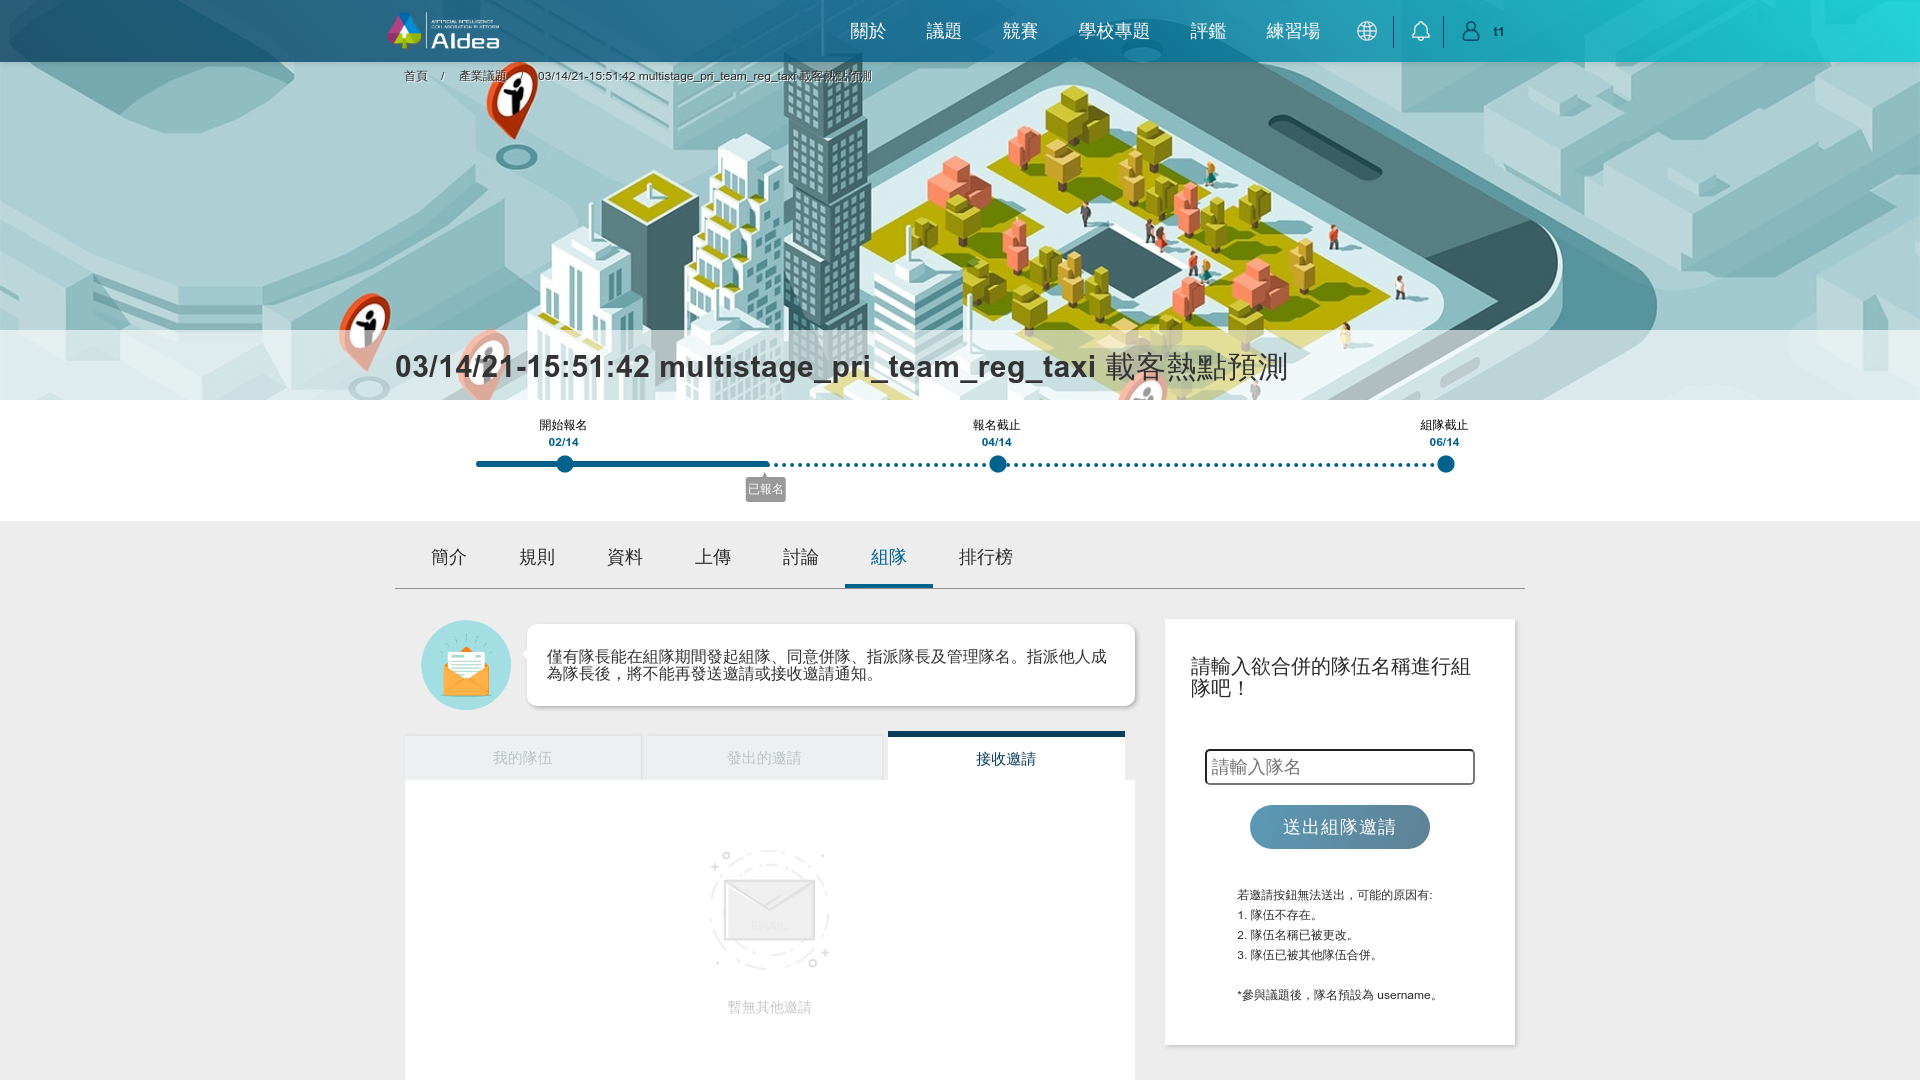 ARTIFICIAL INTELLIGENCE
COLLABORATION PLATFORM
AIdea
關於
議題
競賽
學校專題
評鑑
練習場
t1
首頁 / 產業議題 / 03/14/21-15:51:42 multistage_pri_team_reg_taxi 載客熱點預測
03/14/21-15:51:42 multistage_pri_team_reg_taxi 載客熱點預測
開始報名
02/14
報名截止
04/14
組隊截止
06/14
已報名
簡介
規則
資料
上傳
討論
組隊
排行榜
僅有隊長能在組隊期間發起組隊、同意併隊、指派隊長及管理隊名。指派他人成
為隊長後，將不能再發送邀請或接收邀請通知。
我的隊伍
發出的邀請
接收邀請
EMAIL
暫無其他邀請
請輸入欲合併的隊伍名稱進行組
隊吧！
請輸入隊名
送出組隊邀請
若邀請按鈕無法送出，可能的原因有:
1. 隊伍不存在。
2. 隊伍名稱已被更改。
3. 隊伍已被其他隊伍合併。
*參與議題後，隊名預設為 username。